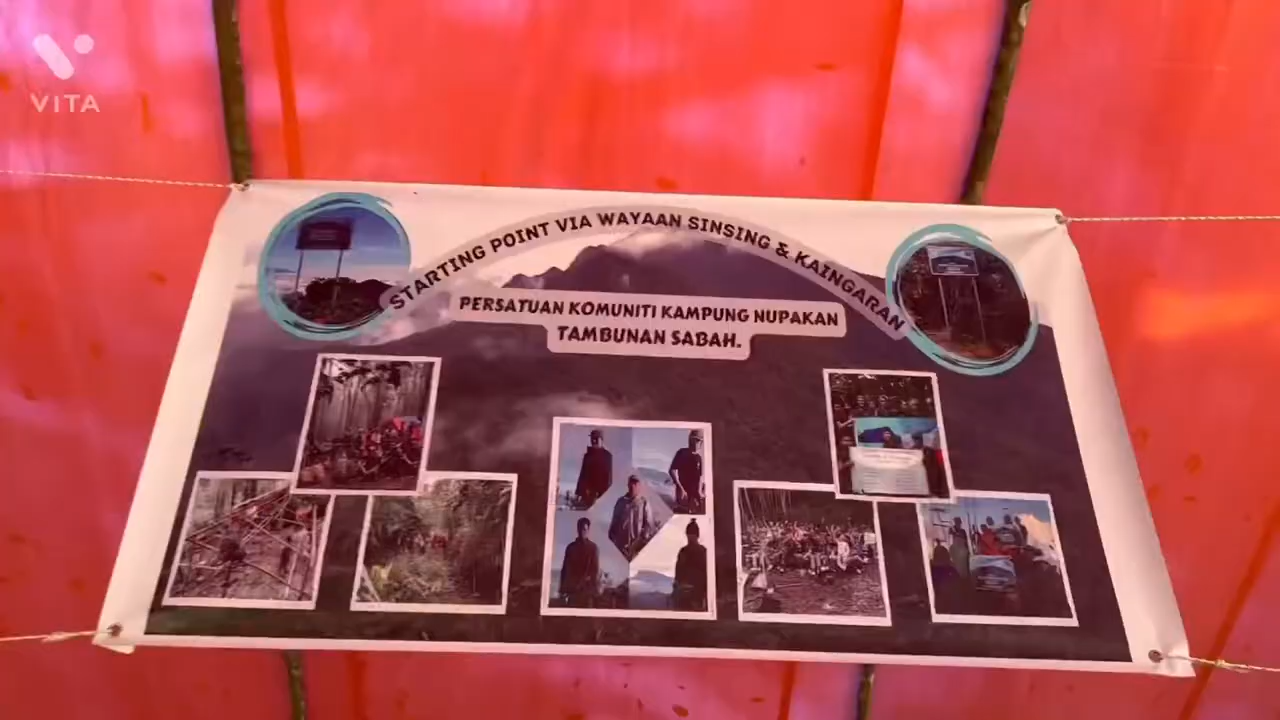 VITA
STARTING POINT VIA WAYAAN SINSING & KAINGARAN
PERSATUAN KOMUNITI KAMPUNG NUPAKAN
TAMBUNAN SABAH.